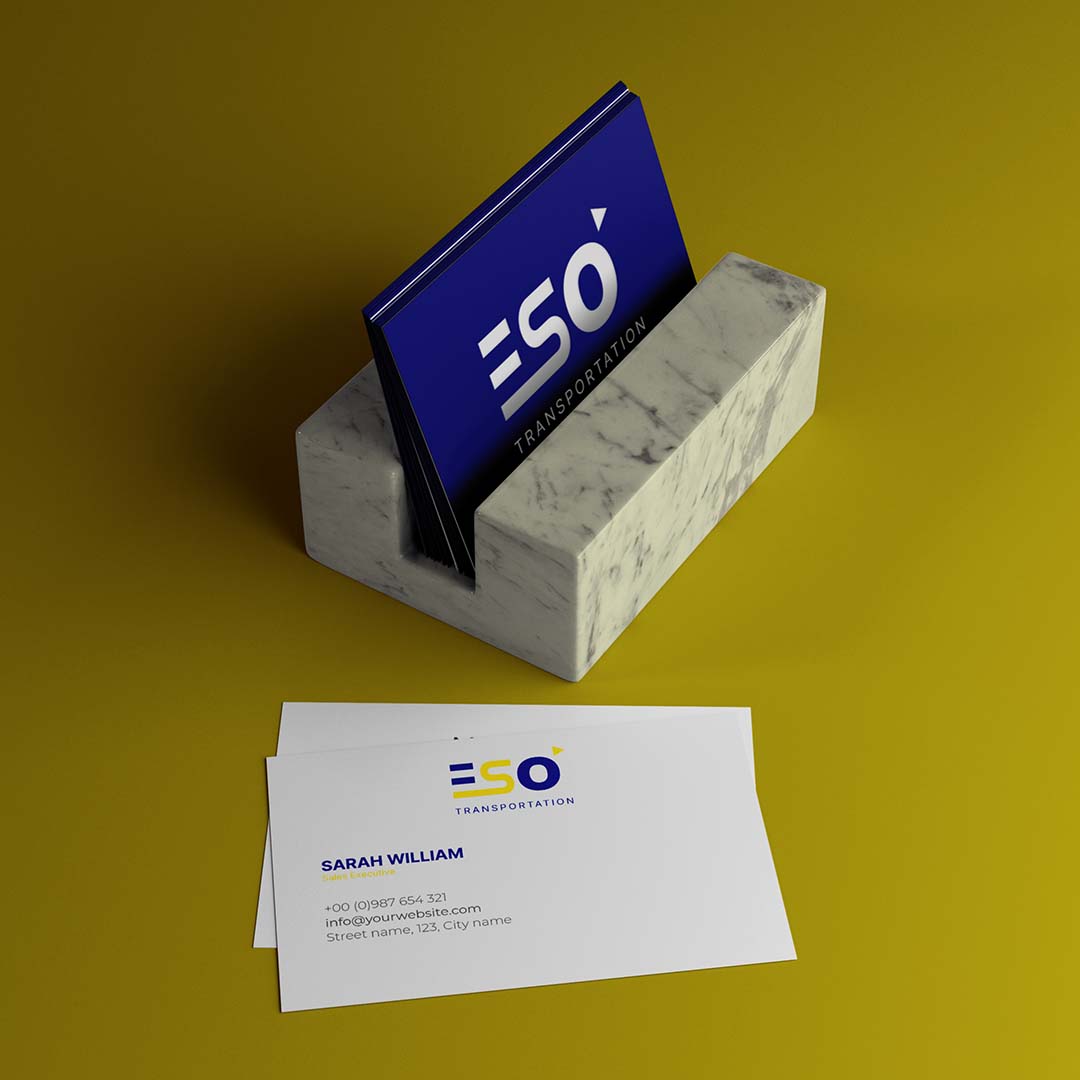 ESO
TRANSPORTATION
ESO
TRANSPORTATION
SARAH WILLIAM
Sales Executive
+00 (0)987 654 321
info@yourwebsite.com
Street name, 123, City name